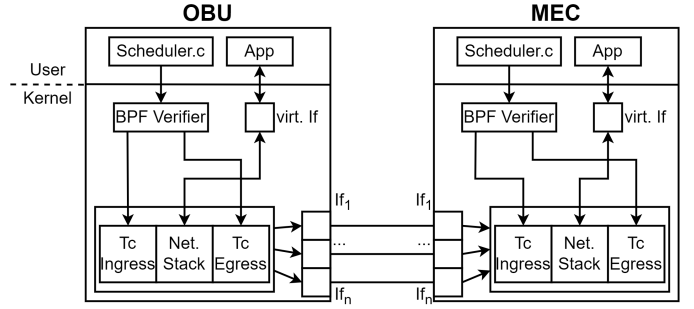 OBU
MEC
Scheduler.c
App
Scheduler.c
App
User
Kernel
BPF Verifier
virt. If
BPF Verifier
virt. If
If1
If1
Tc
Ingress
Net.
Stack
Tc
Egress
...
...
Tc
Ingress
Net.
Stack
Tc
Egress
Ifn
Ifn